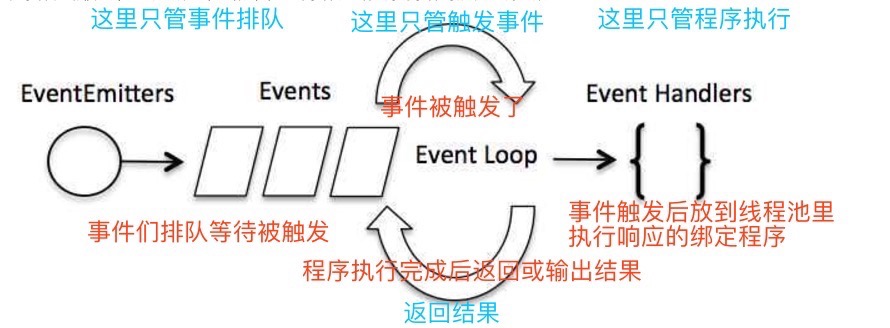 这里只管事件排队
这里只管触发事件
这里只管程序执行
EventEmitters
Events
Event Handlers
事件被触发了
Event Loop
{ }
事件们排队等待被触发
事件触发后放到线程池里
执行响应的绑定程序
程序执行完成后返回或输出结果
返回结果